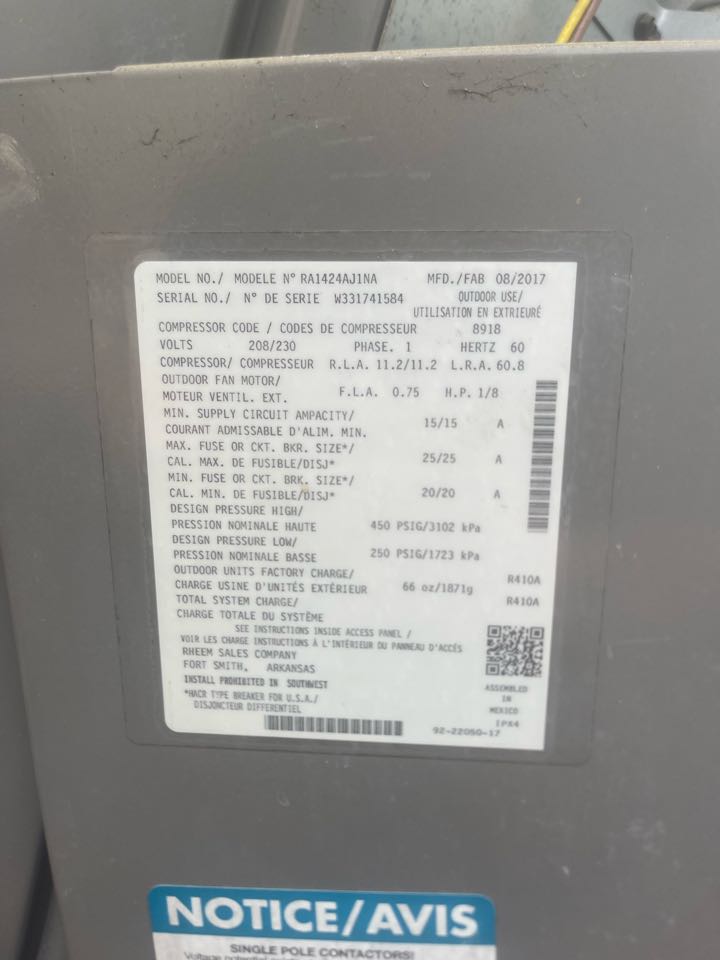 MODEL NO./ MODELE N° RA1424AJ1NA MFD./FAB 08/2017
SERIAL NO./ N° DE SERIE W331741584 OUTDOOR USE/
UTILISATION EN EXTRIEURÉ
COMPRESSOR CODE / CODES DE COMPRESSEUR 8918
VOLTS 208/230 PHASE. 1 HERTZ 60
COMPRESSOR/ COMPRESSEUR R.L.A. 11.2/11.2 L.R.A. 60.8
OUTDOOR FAN MOTOR/
MOTEUR VENTIL. EXT. F.L.A. 0.75 H.P. 1/8
MIN. SUPPLY CIRCUIT AMPACITY/
COURANT ADMISSABLE D'ALIM. MIN. 15/15 A
MAX. FUSE OR CKT. BKR. SIZE*/
CAL. MAX. DE FUSIBLE/DISJ* 25/25 A
MIN. FUSE OR CKT. BRK. SIZE*/
CAL. MIN. DE FUSIBLE/DISJ* 20/20 A
DESIGN PRESSURE HIGH/
PRESSION NOMINALE HAUTE 450 PSIG/3102 kPa
DESIGN PRESSURE LOW/
PRESSION NOMINALE BASSE 250 PSIG/1723 kPa
OUTDOOR UNITS FACTORY CHARGE/
CHARGE USINE D'UNITÉS EXTÉRIEUR 66 oz/1871g R410A
TOTAL SYSTEM CHARGE/ R410A
CHARGE TOTALE DU SYSTÈME
SEE INSTRUCTIONS INSIDE ACCESS PANEL /
VOIR LES CHARGE INSTRUCTIONS À L'INTÉRIEUR DU PANNEAU D'ACCÉS
RHEEM SALES COMPANY
FORT SMITH, ARKANSAS
INSTALL PROHIBITED IN SOUTHWEST
*HACR TYPE BREAKER FOR U.S.A./
DISJONCTEUR DIFFERENTIEL
ASSEMBLED
IN
MEXICO
IPX4
92-22050-17
NOTICE/AVIS
SINGLE POLE CONTACTORS!
Voltage